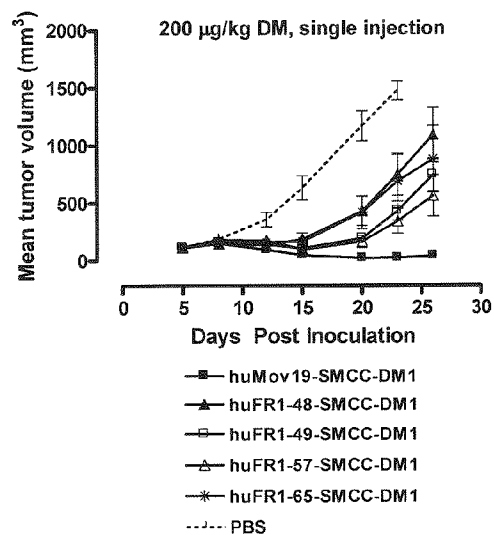 200 µg/kg DM, single injection
Mean tumor volume (mm³)
2000
1500
1000
500
0
0 5 10 15 20 25 30
Days Post Inoculation
huMov19-SMCC-DM1
huFR1-48-SMCC-DM1
huFR1-49-SMCC-DM1
huFR1-57-SMCC-DM1
huFR1-65-SMCC-DM1
PBS